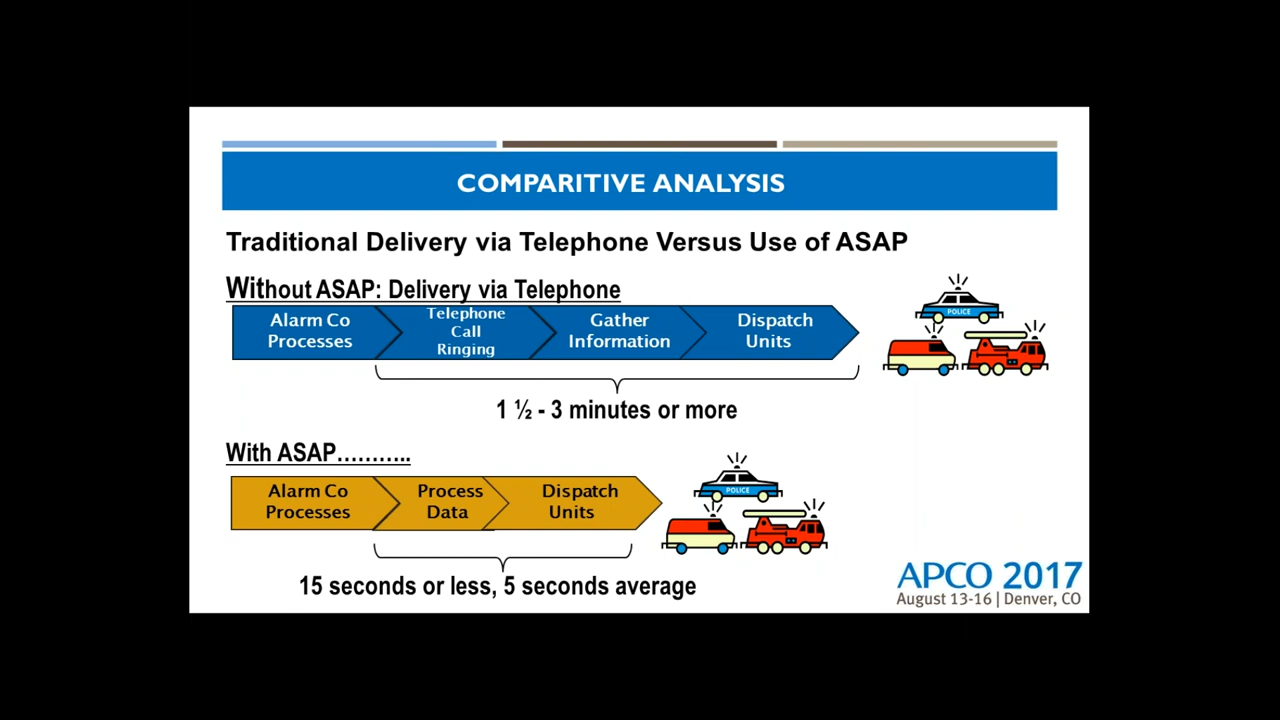 COMPARITIVE ANALYSIS
Traditional Delivery via Telephone Versus Use of ASAP
Without ASAP: Delivery via Telephone
Alarm Co
Processes
Telephone
Call
Ringing
Gather
Information
Dispatch
Units
POLICE
1 ½ - 3 minutes or more
With ASAP………..
Alarm Co
Processes
Process
Data
Dispatch
Units
POLICE
15 seconds or less, 5 seconds average
APCO 2017
August 13-16 | Denver, CO